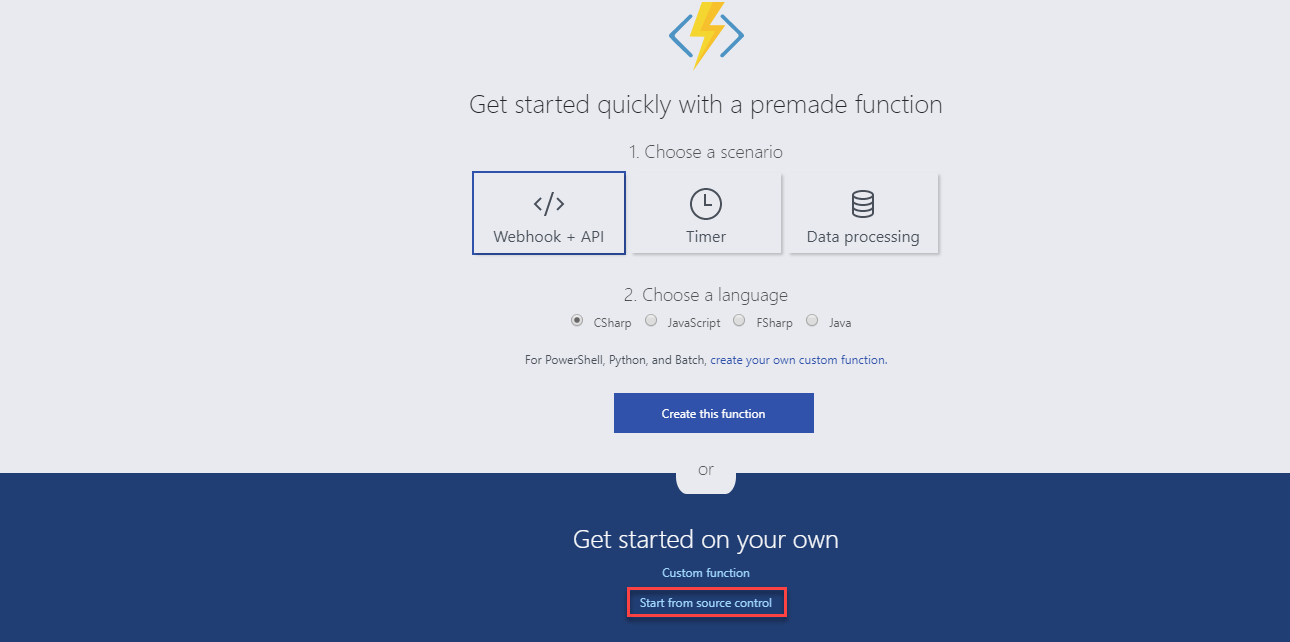 Get started quickly with a premade function
1. Choose a scenario
</>
Webhook + API
Timer
Data processing
2. Choose a language
CSharp JavaScript FSharp Java
For PowerShell, Python, and Batch, create your own custom function.
Create this function
or
Get started on your own
Custom function
Start from source control